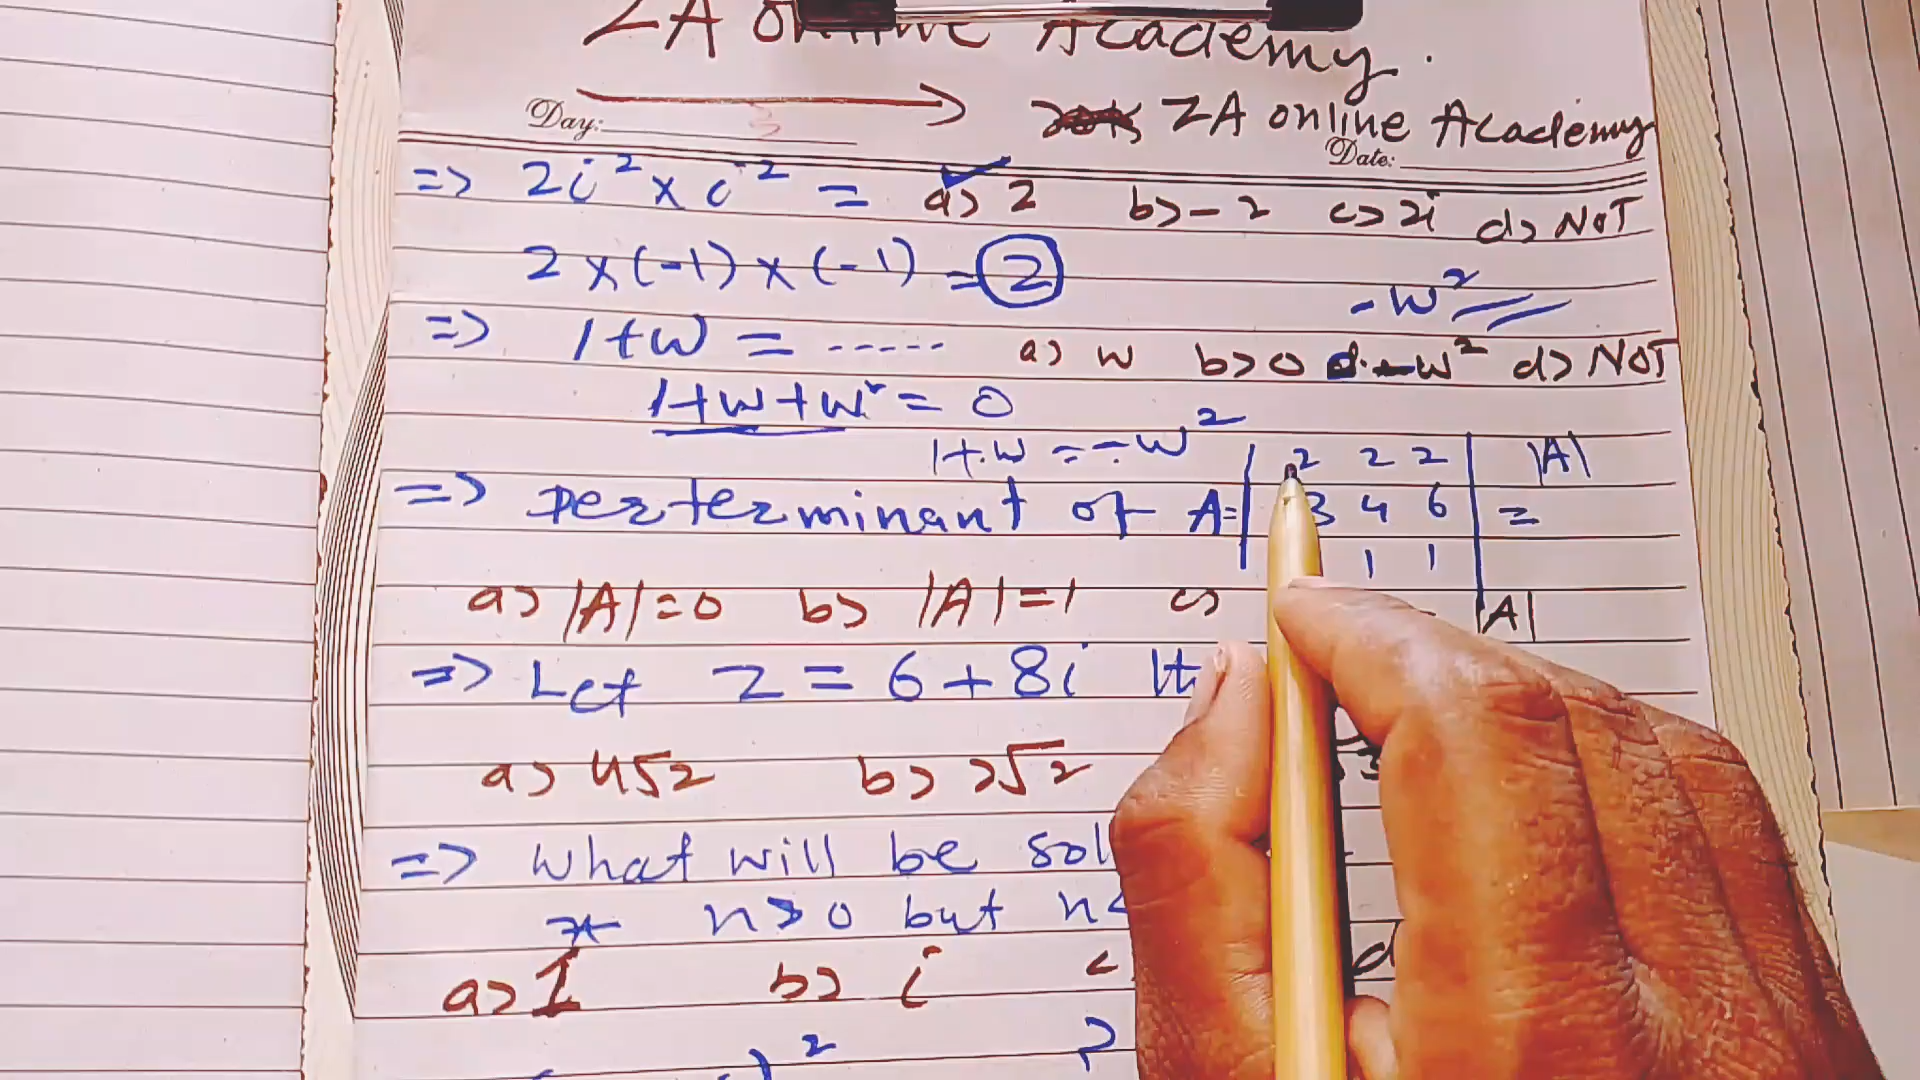 ZA online Academy.
Day:
ZA online Academy
Date:
=> 2i² × i² = a) 2 b) -2 c) 2i d) NOT
2 × (-1) × (-1) = 2
-w²
=> 1+w = ..... a) w b) 0 -w² d) NOT
1+w+w² = 0
1+w = -w²
2 2 2 |A|
=> Derterminant of A= 3 4 6 =
1 1
a) |A|=0 b) |A|=1 c) |A|
=> Let Z = 6+8i
a) 4√2 b) 2√2
=> What will be
n>0 but n<
a) 1 b) i c d
2 ?